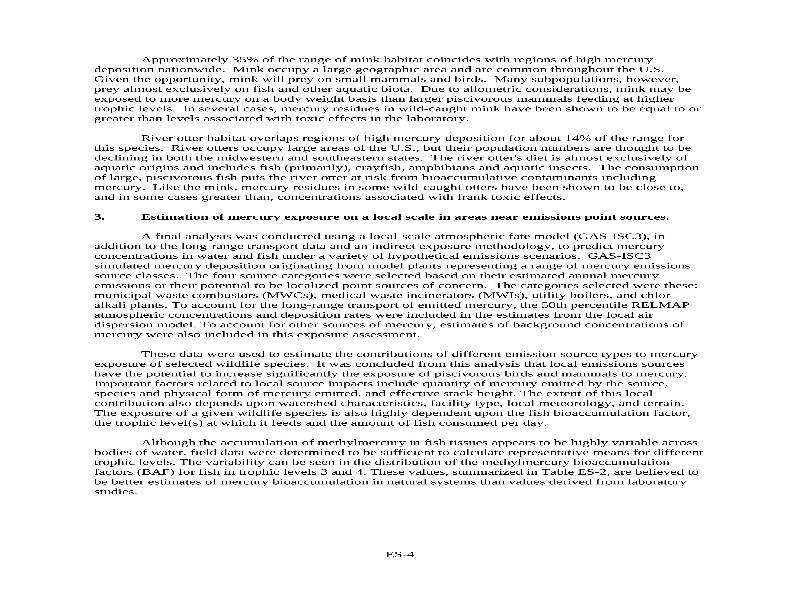 Approximately 35% of the range of mink habitat coincides with regions of high mercury
deposition nationwide. Mink occupy a large geographic area and are common throughout the U.S.
Given the opportunity, mink will prey on small mammals and birds. Many subpopulations, however,
prey almost exclusively on fish and other aquatic biota. Due to allometric considerations, mink may be
exposed to more mercury on a body weight basis than larger piscivorous mammals feeding at higher
trophic levels. In several cases, mercury residues in wild-caught mink have been shown to be equal to or
greater than levels associated with toxic effects in the laboratory.
River otter habitat overlaps regions of high mercury deposition for about 14% of the range for
this species. River otters occupy large areas of the U.S., but their population numbers are thought to be
declining in both the midwestern and southeastern states. The river otter's diet is almost exclusively of
aquatic origins and includes fish (primarily), crayfish, amphibians and aquatic insects. The consumption
of large, piscivorous fish puts the river otter at risk from bioaccumulative contaminants including
mercury. Like the mink, mercury residues in some wild-caught otters have been shown to be close to,
and in some cases greater than, concentrations associated with frank toxic effects.
3. Estimation of mercury exposure on a local scale in areas near emissions point sources.
A final analysis was conducted using a local-scale atmospheric fate model (GAS-ISC3), in
addition to the long-range transport data and an indirect exposure methodology, to predict mercury
concentrations in water and fish under a variety of hypothetical emissions scenarios. GAS-ISC3
simulated mercury deposition originating from model plants representing a range of mercury emissions
source classes. The four source categories were selected based on their estimated annual mercury
emissions or their potential to be localized point sources of concern. The categories selected were these:
municipal waste combustors (MWCs), medical waste incinerators (MWIs), utility boilers, and chlor-
alkali plants. To account for the long-range transport of emitted mercury, the 50th percentile RELMAP
atmospheric concentrations and deposition rates were included in the estimates from the local air
dispersion model. To account for other sources of mercury, estimates of background concentrations of
mercury were also included in this exposure assessment.
These data were used to estimate the contributions of different emission source types to mercury
exposure of selected wildlife species. It was concluded from this analysis that local emissions sources
have the potential to increase significantly the exposure of piscivorous birds and mammals to mercury.
Important factors related to local source impacts include quantity of mercury emitted by the source,
species and physical form of mercury emitted, and effective stack height. The extent of this local
contribution also depends upon watershed characteristics, facility type, local meteorology, and terrain.
The exposure of a given wildlife species is also highly dependent upon the fish bioaccumulation factor,
the trophic level(s) at which it feeds and the amount of fish consumed per day.
Although the accumulation of methylmercury in fish tissues appears to be highly variable across
bodies of water, field data were determined to be sufficient to calculate representative means for different
trophic levels. The variability can be seen in the distribution of the methylmercury bioaccumulation
factors (BAF) for fish in trophic levels 3 and 4. These values, summarized in Table ES-2, are believed to
be better estimates of mercury bioaccumulation in natural systems than values derived from laboratory
studies.
ES-4